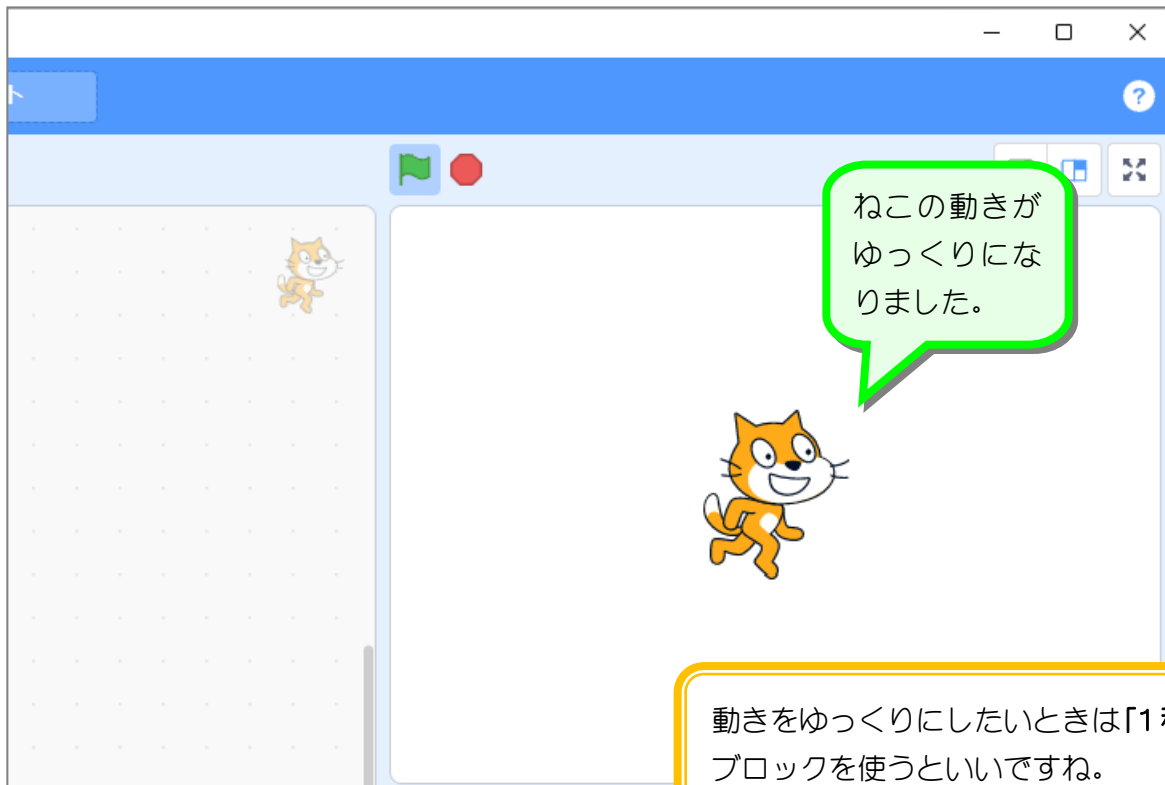 ト
?
ねこの動きが
ゆっくりにな
りました。
動きをゆっくりにしたいときは「1
ブロックを使うといいですね。